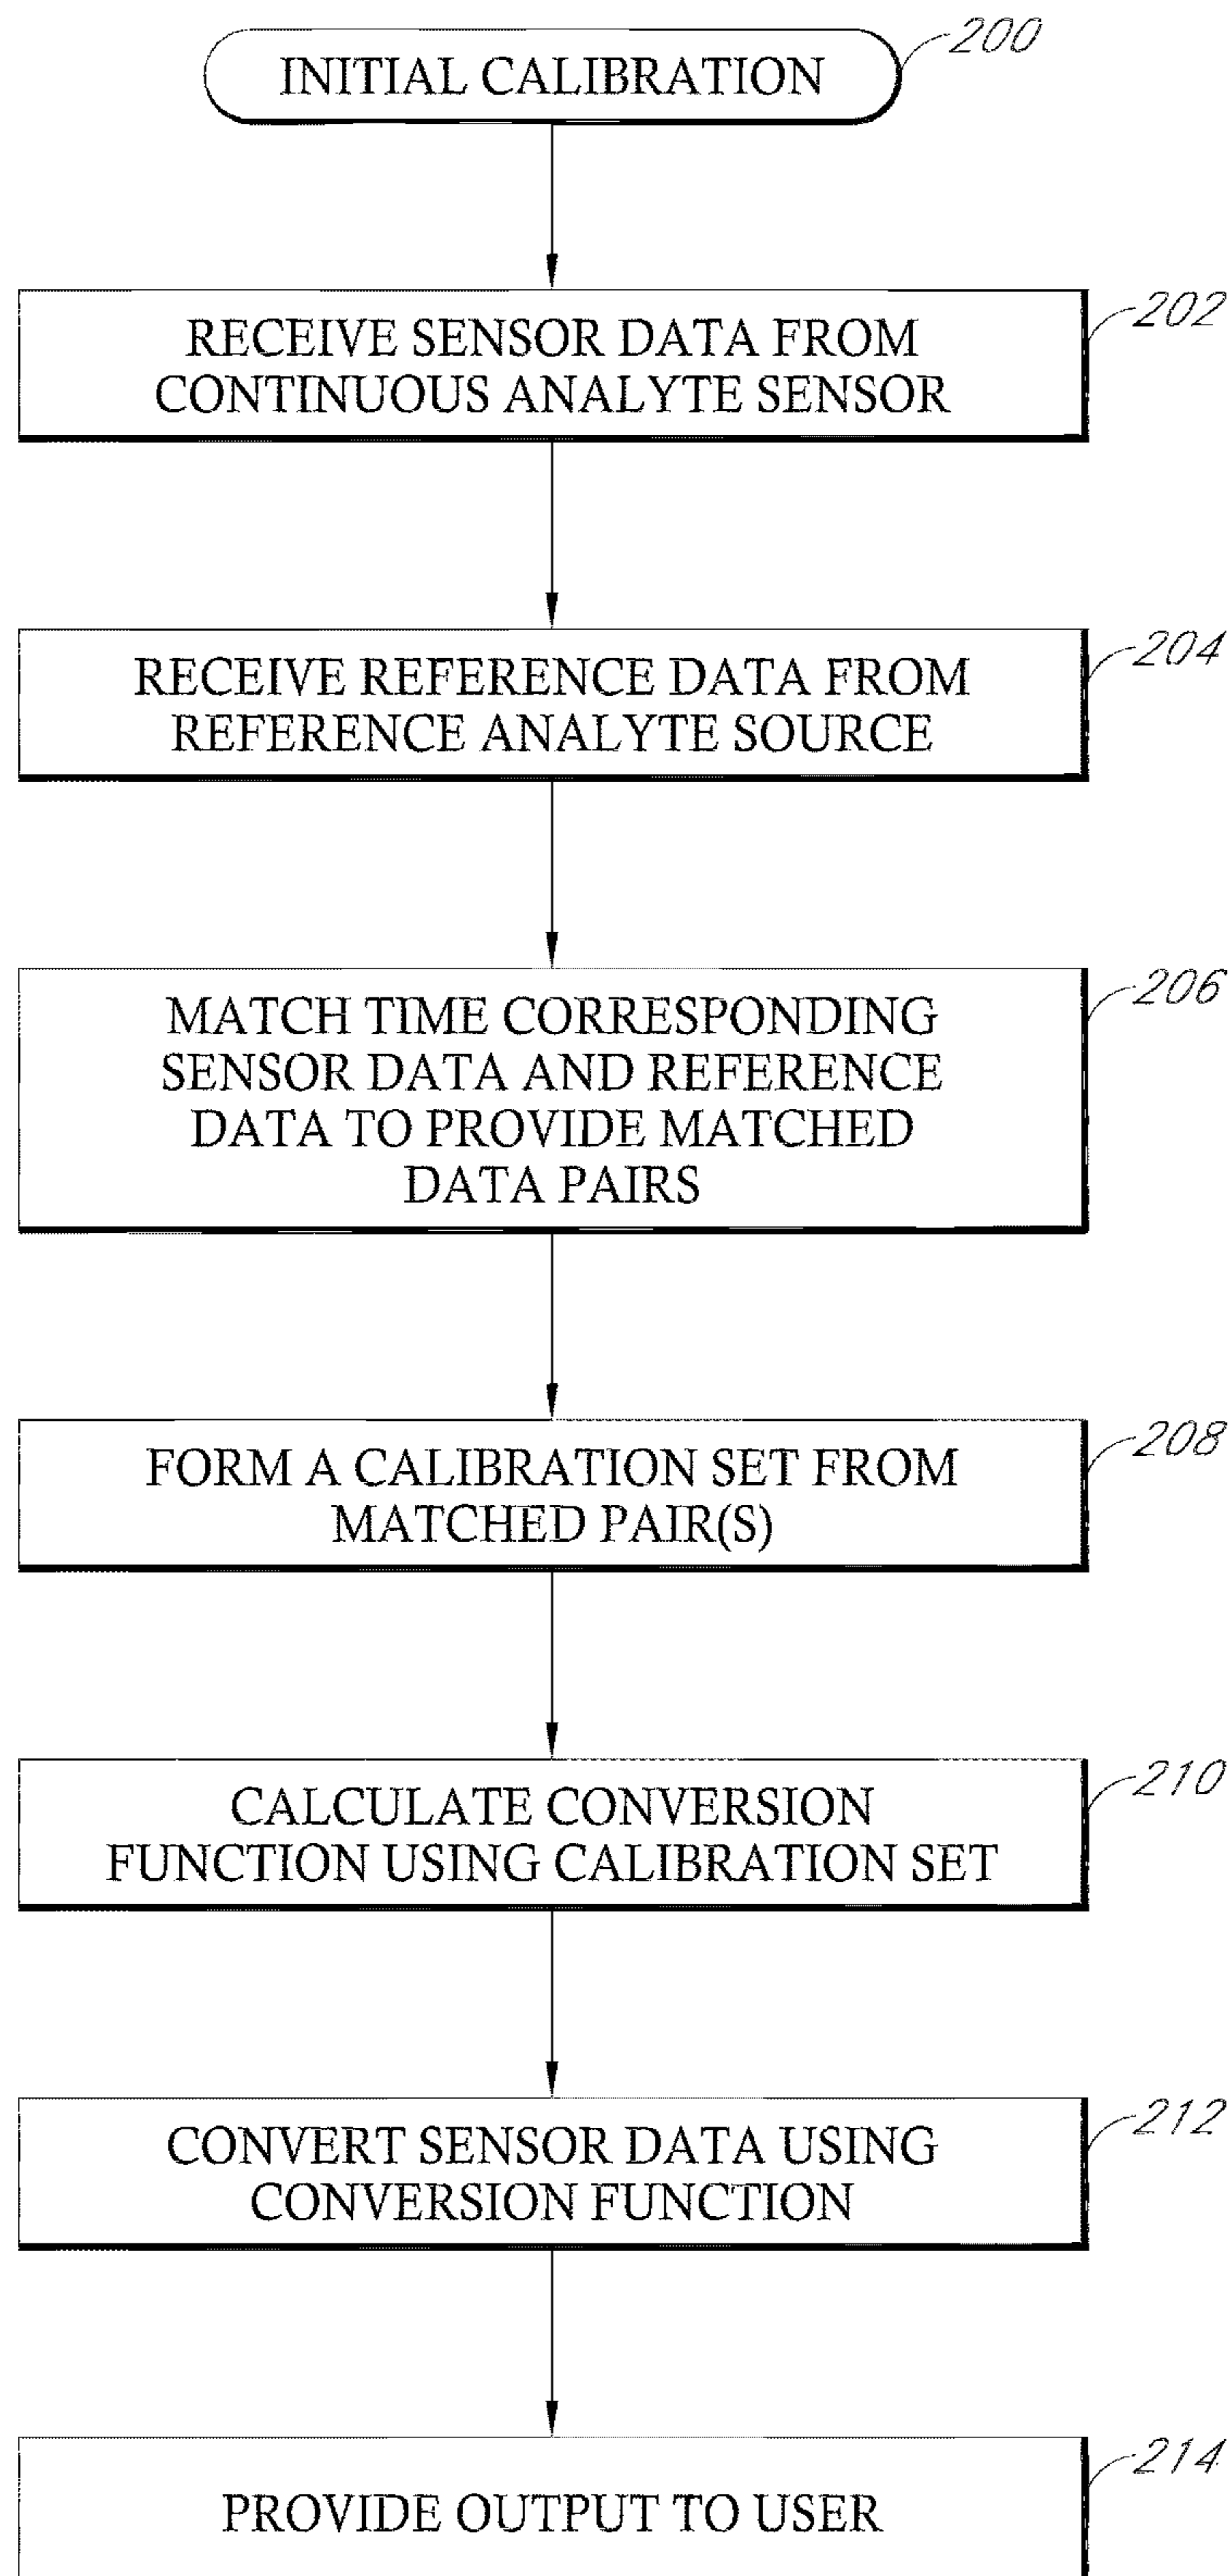 INITIAL CALIBRATION
200
RECEIVE SENSOR DATA FROM
CONTINUOUS ANALYTE SENSOR
202
RECEIVE REFERENCE DATA FROM
REFERENCE ANALYTE SOURCE
204
MATCH TIME CORRESPONDING
SENSOR DATA AND REFERENCE
DATA TO PROVIDE MATCHED
DATA PAIRS
206
FORM A CALIBRATION SET FROM
MATCHED PAIR(S)
208
CALCULATE CONVERSION
FUNCTION USING CALIBRATION SET
210
CONVERT SENSOR DATA USING
CONVERSION FUNCTION
212
PROVIDE OUTPUT TO USER
214